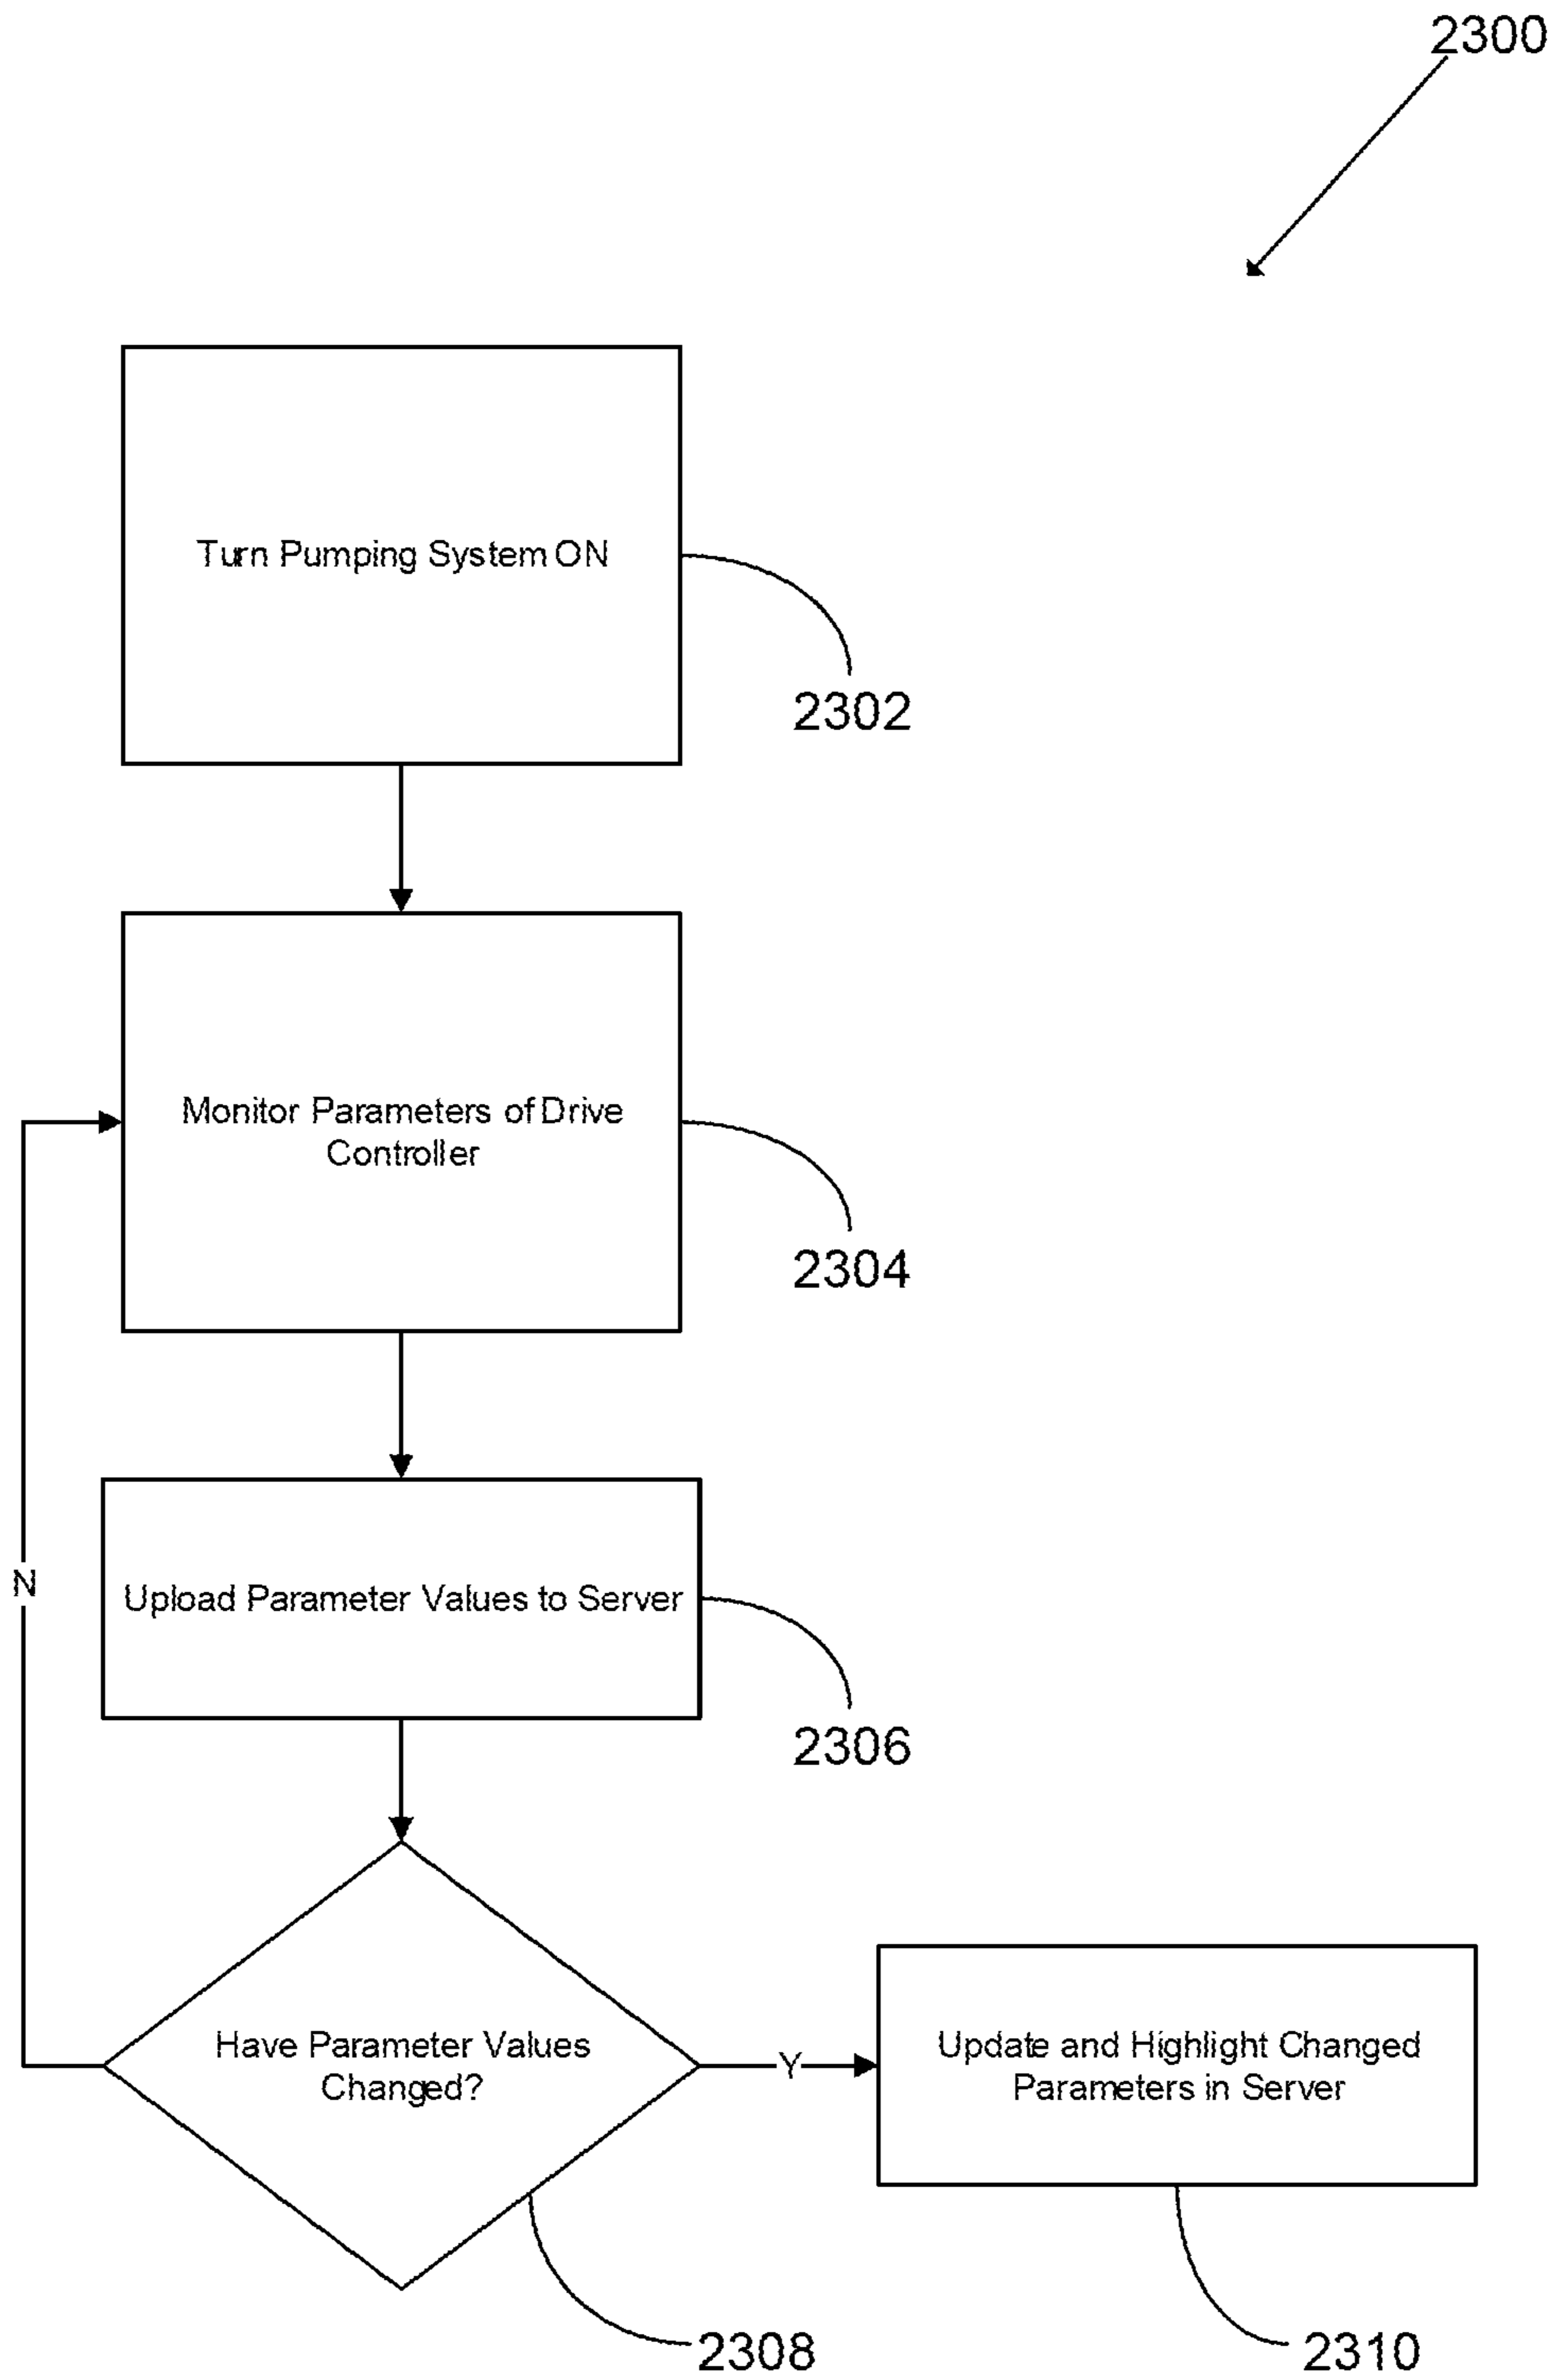 2300
Turn Pumping System ON
2302
Monitor Parameters of Drive
Controller
2304
Upload Parameter Values to Server
2306
N
Have Parameter Values
Changed?
Y
Update and Highlight Changed
Parameters in Server
2308
2310